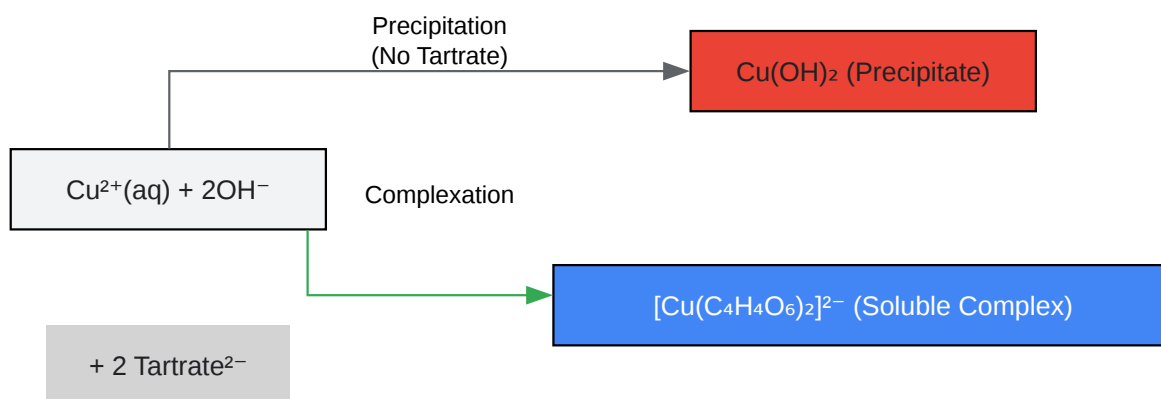 Precipitation
(No Tartrate)
Cu(OH)₂ (Precipitate)
Cu²⁺(aq) + 2OH⁻
Complexation
[Cu(C₄H₄O₆)₂]²⁻ (Soluble Complex)
+ 2 Tartrate²⁻